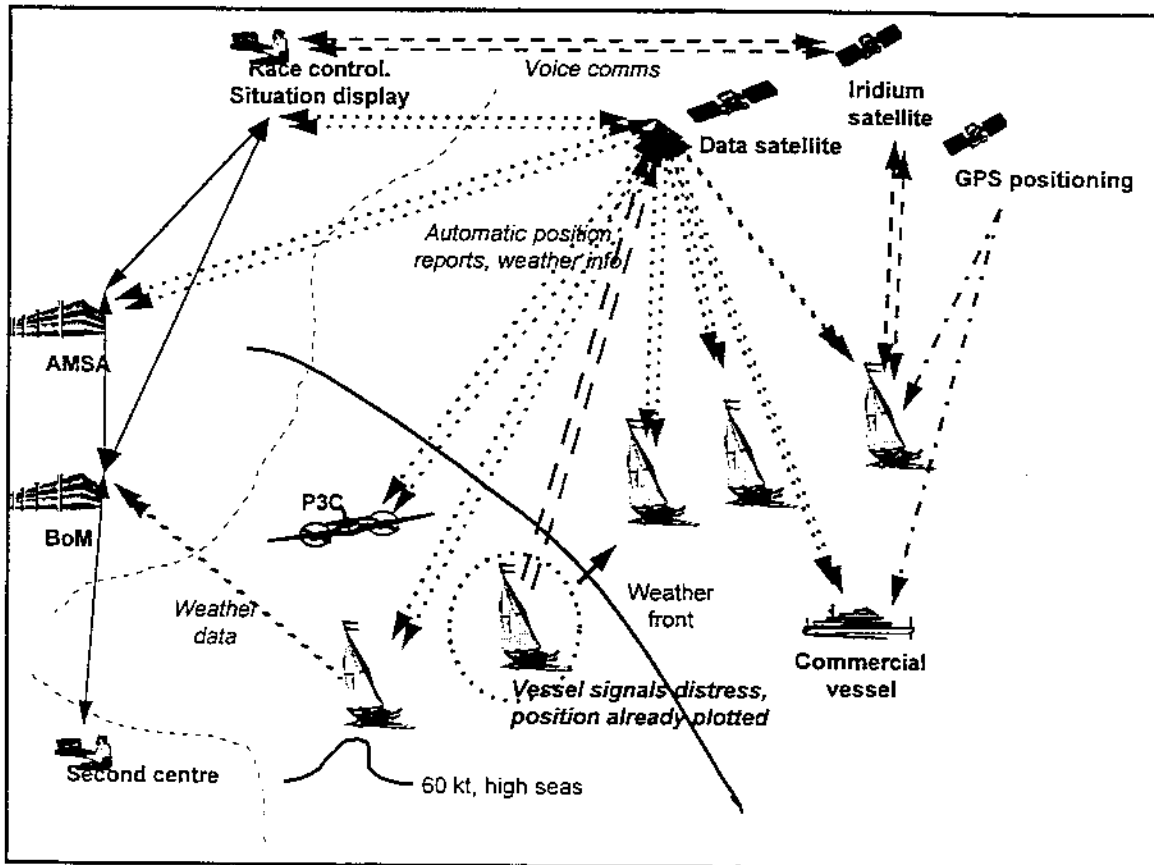 Race control.
Situation display
Voice comms
Iridium
satellite
Data satellite
GPS positioning
Automatic position
reports, weather info
AMSA
P3C
BoM
Weather
data
Weather
front
Commercial
vessel
Vessel signals distress,
position already plotted
Second centre
60 kt, high seas